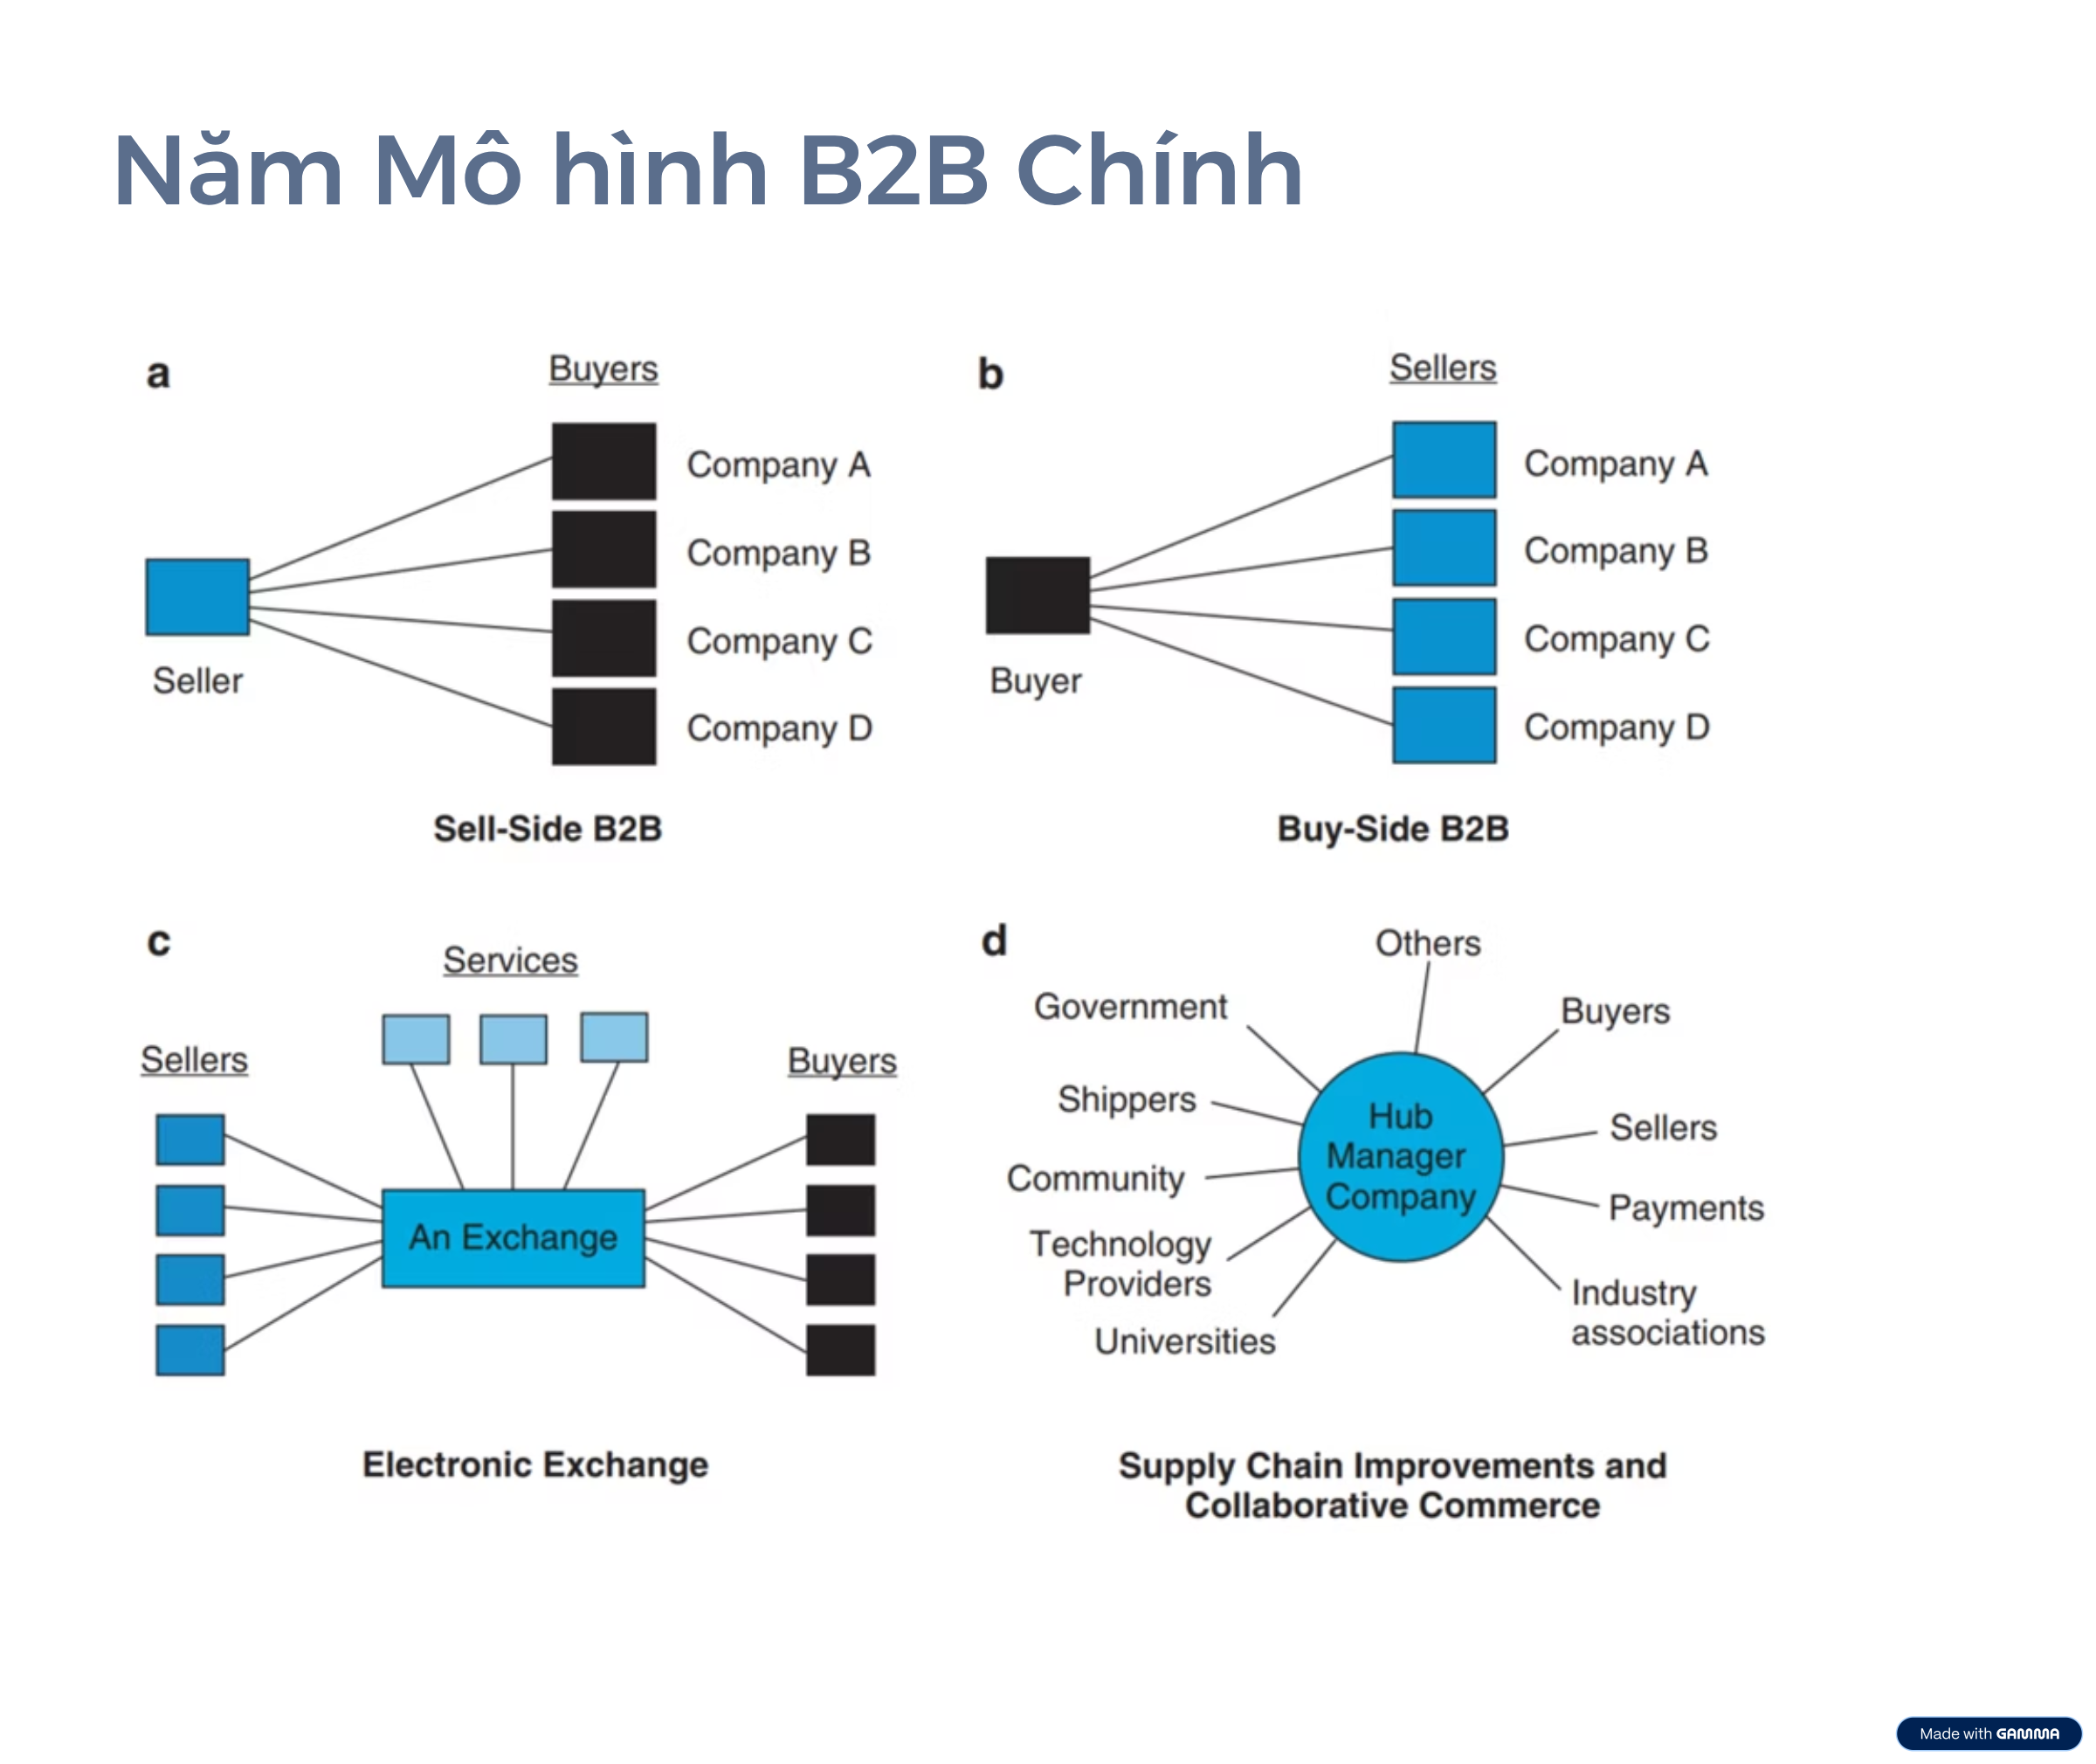 Năm Mô hình B2B Chính
a
Buyers
Company A
Company B
Company C
Company D
Seller
Sell-Side B2B
b
Sellers
Company A
Company B
Company C
Company D
Buyer
Buy-Side B2B
c
Services
Sellers
Buyers
An Exchange
Electronic Exchange
d
Others
Government
Buyers
Shippers
Hub
Manager
Company
Sellers
Community
Payments
Technology
Providers
Universities
Industry
associations
Supply Chain Improvements and
Collaborative Commerce
Made with GAMMA